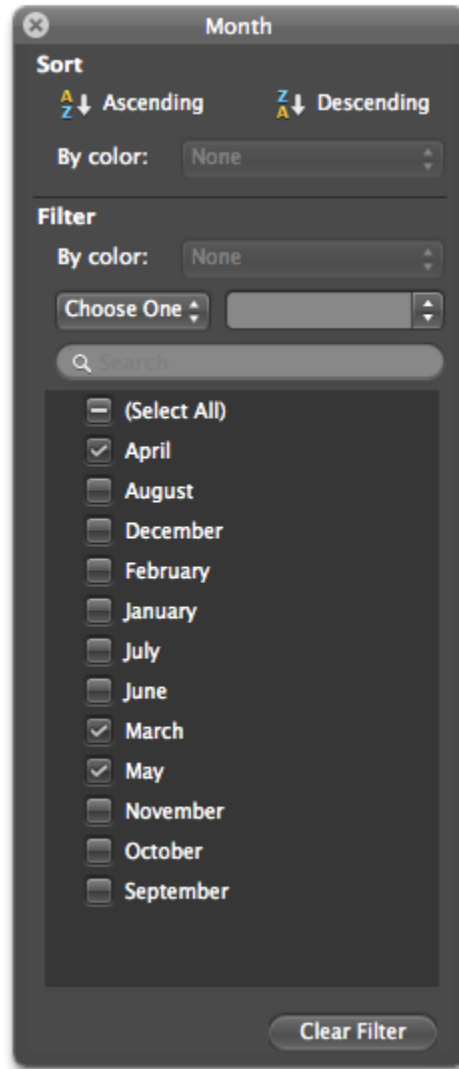 Month
Sort
A Z Ascending Z A Descending
By color: None
Filter
By color: None
Choose One
Search
(Select All)
April
August
December
February
January
July
June
March
May
November
October
September
Clear Filter